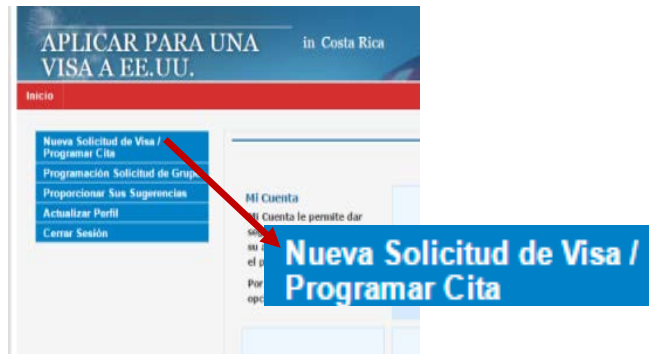 APLICAR PARA UNA
VISA A EE.UU.
in Costa Rica
Inicio
Nueva Solicitud de Visa /
Programar Cita
Programación Solicitud de Grupo
Proporcionar Sus Sugerencias
Actualizar Perfil
Cerrar Sesión
Mi Cuenta
Mi Cuenta le permite dar
su
el
Por
Nueva Solicitud de Visa /
Programar Cita